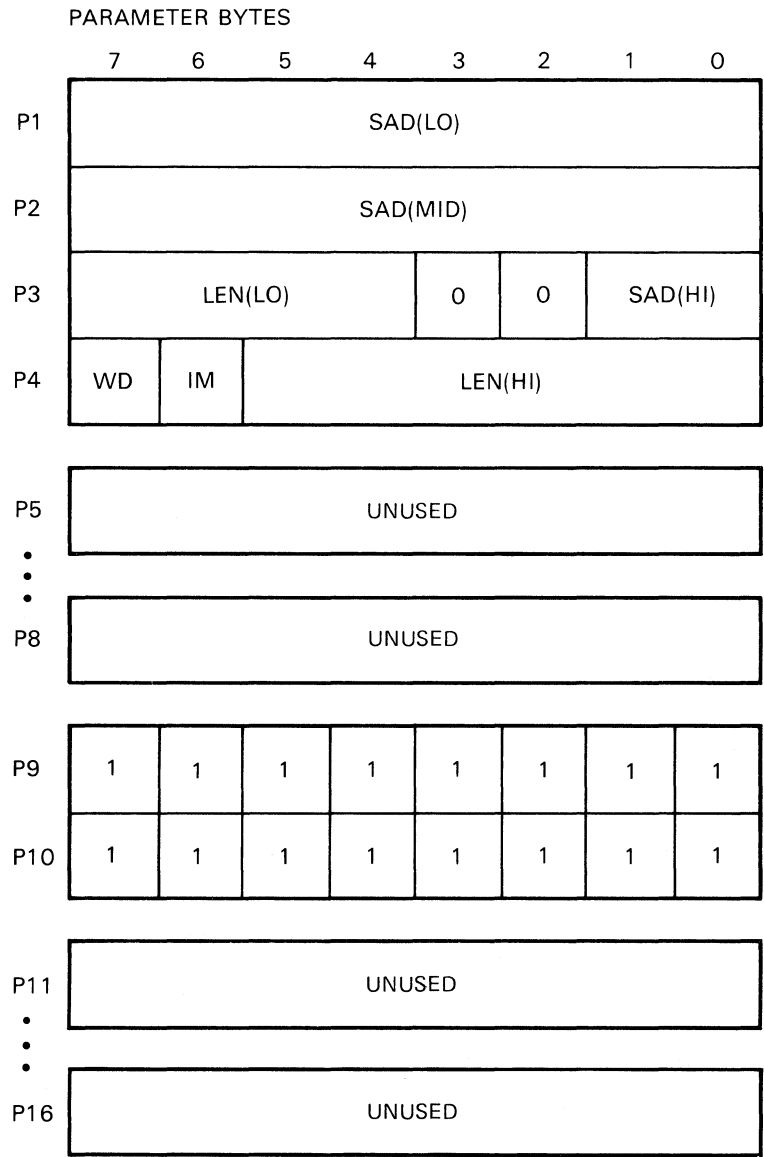 PARAMETER BYTES
7 6 5 4 3 2 1 0
P1 SAD(LO)
P2 SAD(MID)
P3 LEN(LO) 0 0 SAD(HI)
P4 WD IM LEN(HI)
P5 UNUSED
P8 UNUSED
P9 1 1 1 1 1 1 1 1
P10 1 1 1 1 1 1 1 1
P11 UNUSED
P16 UNUSED